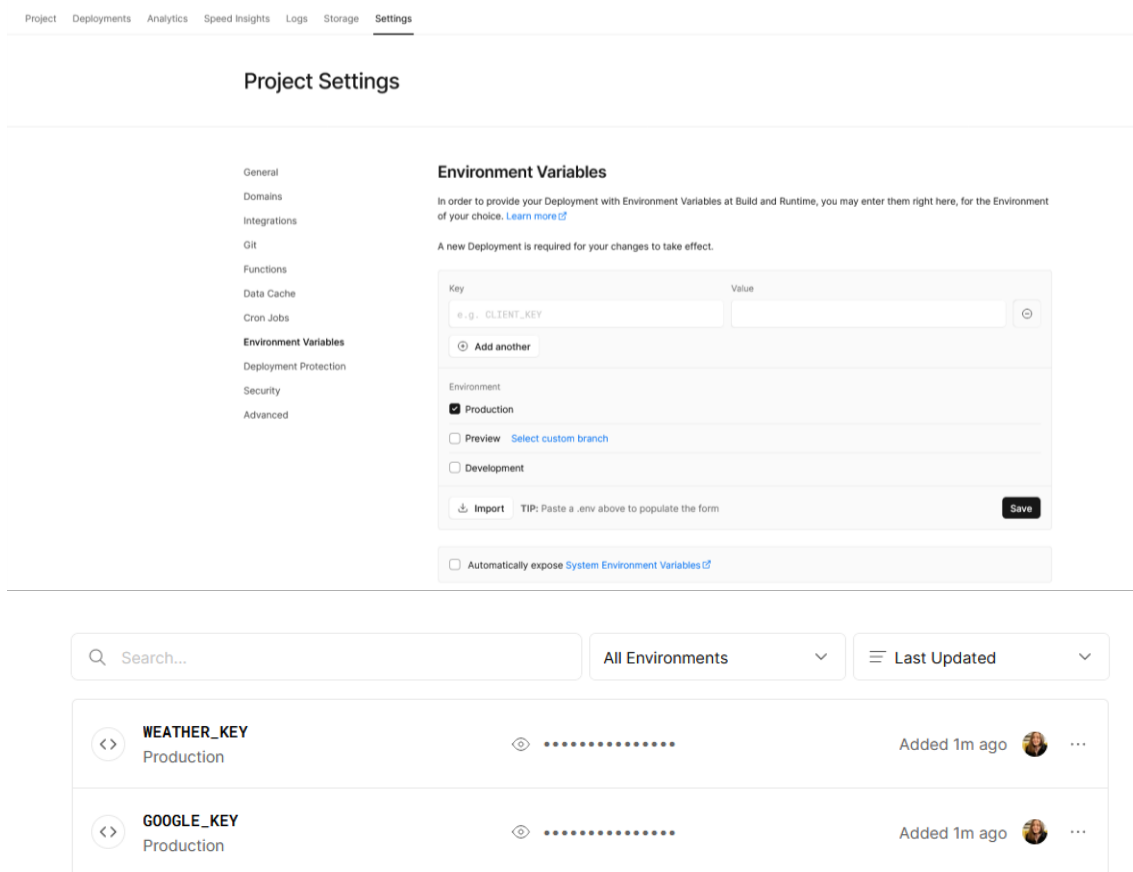 Project Deployments Analytics Speed Insights Logs Storage Settings
Project Settings
General
Domains
Integrations
Git
Functions
Data Cache
Cron Jobs
Environment Variables
Deployment Protection
Security
Advanced
Environment Variables
In order to provide your Deployment with Environment Variables at Build and Runtime, you may enter them right here, for the Environment
of your choice. Learn more
A new Deployment is required for your changes to take effect.
Key Value
e.g. CLIENT_KEY
Add another
Environment
Production
Preview Select custom branch
Development
Import TIP: Paste a .env above to populate the form Save
Automatically expose System Environment Variables
Search... All Environments Last Updated
WEATHER_KEY
Production
••••••••••••••• Added 1m ago ...
GOOGLE_KEY
Production
••••••••••••••• Added 1m ago ...